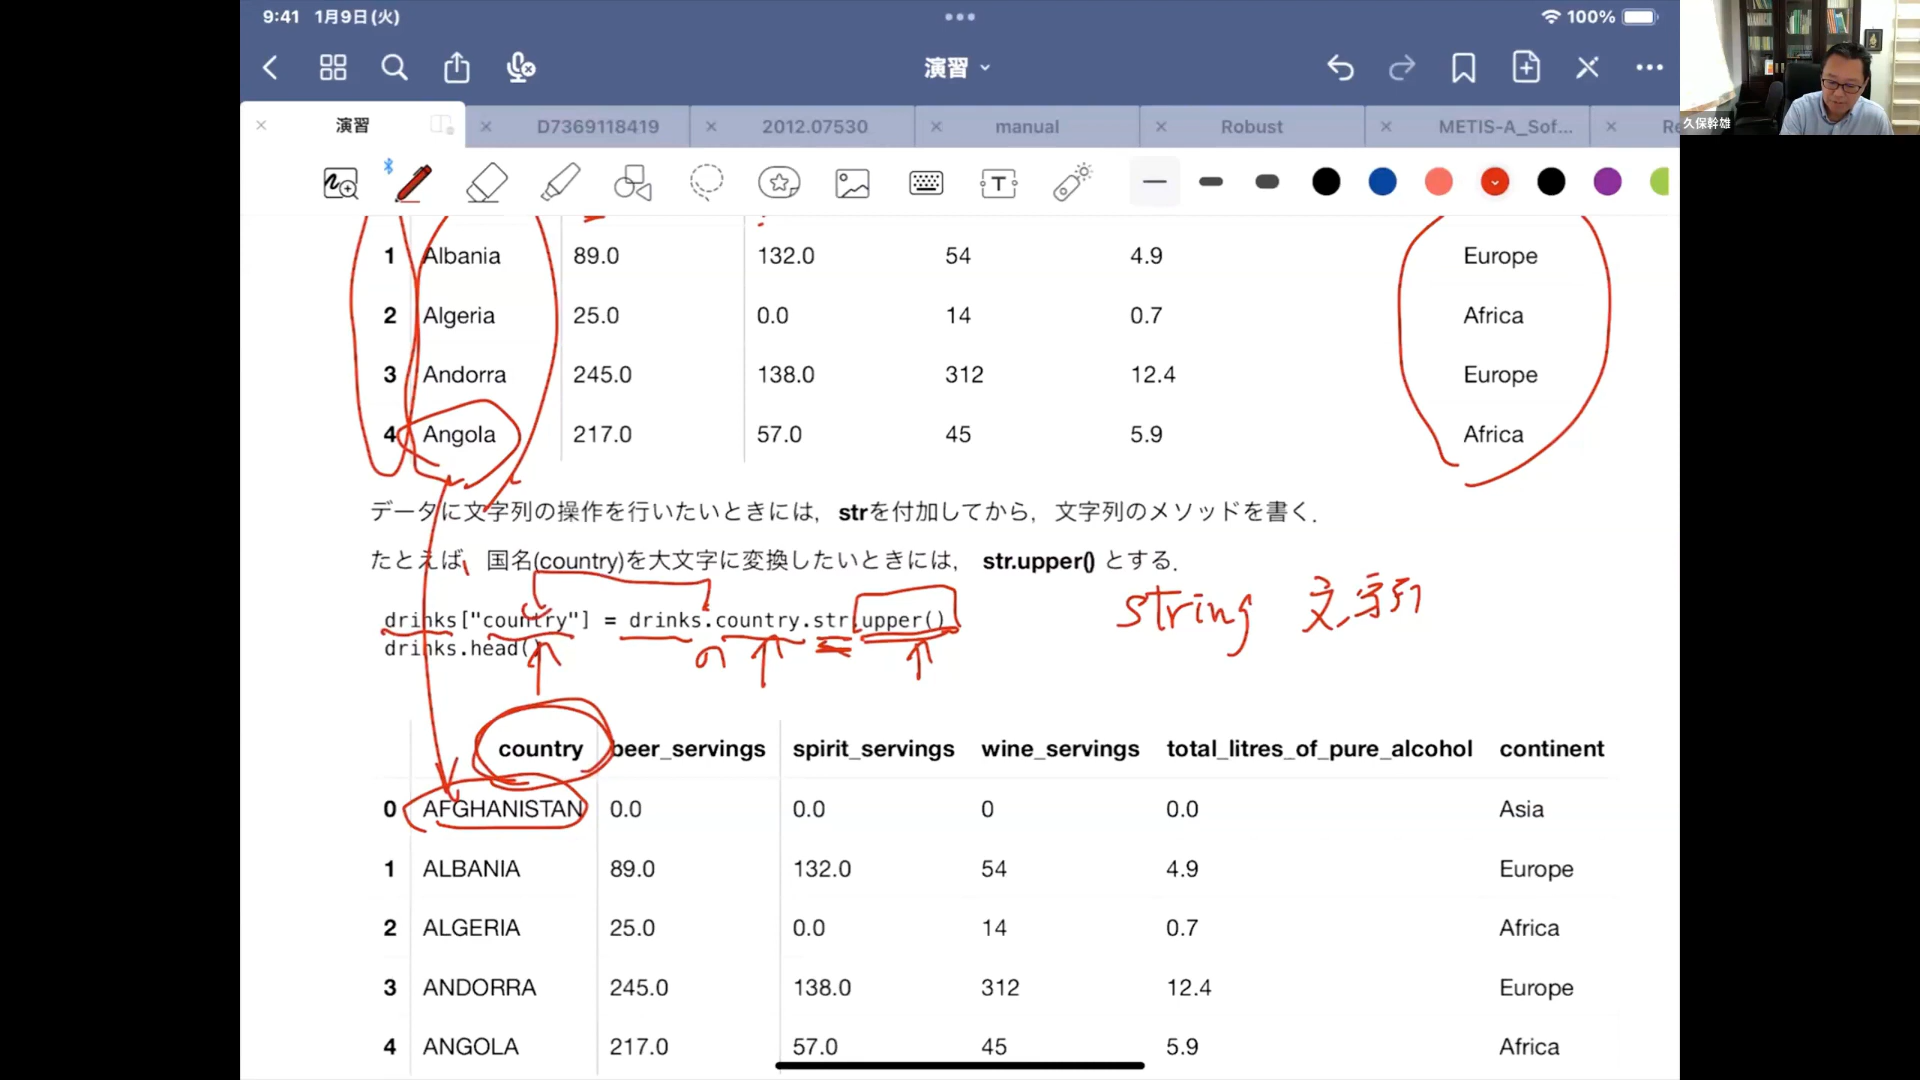 9:41 1月9日(火)
100%
演習
久保幹雄
演習 D7369118419 2012.07530 manual Robust METIS-A_Sof... Re
1 Albania 89.0 132.0 54 4.9 Europe
2 Algeria 25.0 0.0 14 0.7 Africa
3 Andorra 245.0 138.0 312 12.4 Europe
4 Angola 217.0 57.0 45 5.9 Africa
データに文字列の操作を行いたいときには，strを付加してから，文字列のメソッドを書く．
たとえば，国名(country)を大文字に変換したいときには， str.upper() とする．
drinks["country"] = drinks.country.str.upper()
drinks.head()
の
string 文字列
country beer_servings spirit_servings wine_servings total_litres_of_pure_alcohol continent
0 AFGHANISTAN 0.0 0.0 0 0.0 Asia
1 ALBANIA 89.0 132.0 54 4.9 Europe
2 ALGERIA 25.0 0.0 14 0.7 Africa
3 ANDORRA 245.0 138.0 312 12.4 Europe
4 ANGOLA 217.0 57.0 45 5.9 Africa